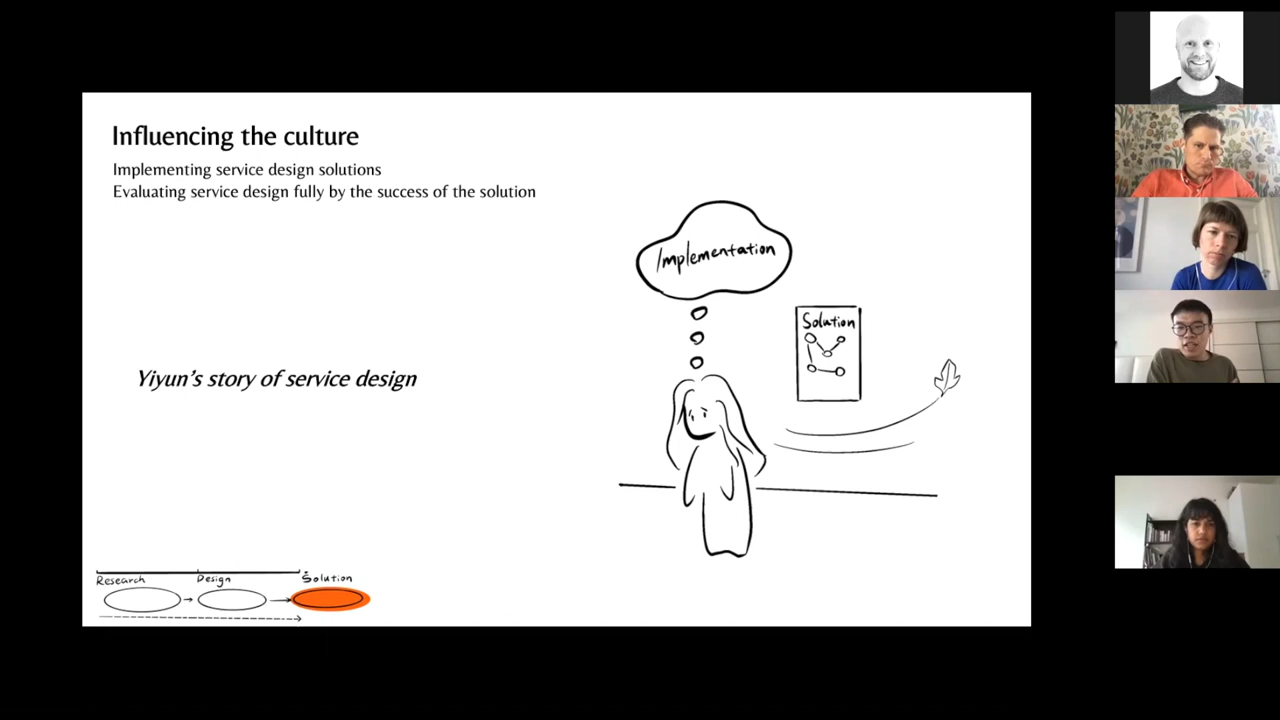 Influencing the culture
Implementing service design solutions
Evaluating service design fully by the success of the solution
Implementation
Solution
Yiyun's story of service design
Research Design Solution